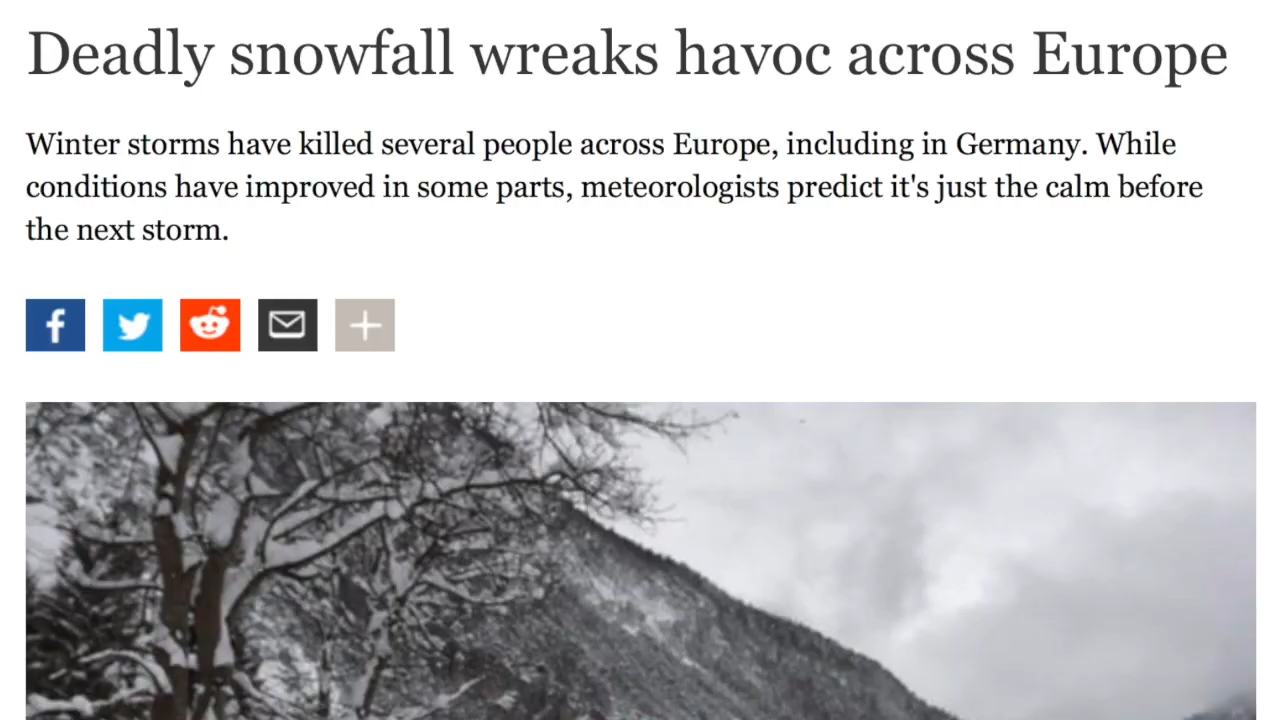 Deadly snowfall wreaks havoc across Europe
Winter storms have killed several people across Europe, including in Germany. While
conditions have improved in some parts, meteorologists predict it's just the calm before
the next storm.